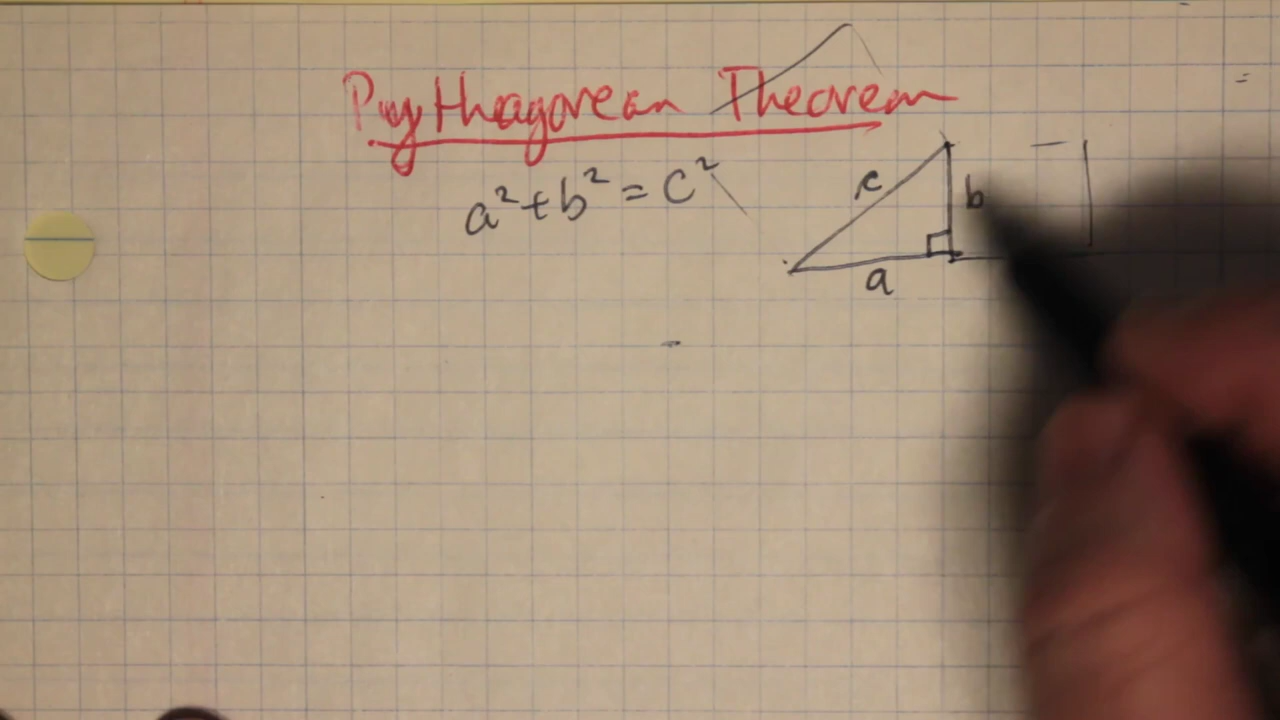 Pythagorean Theorem
a² + b² = c²
c
b
a